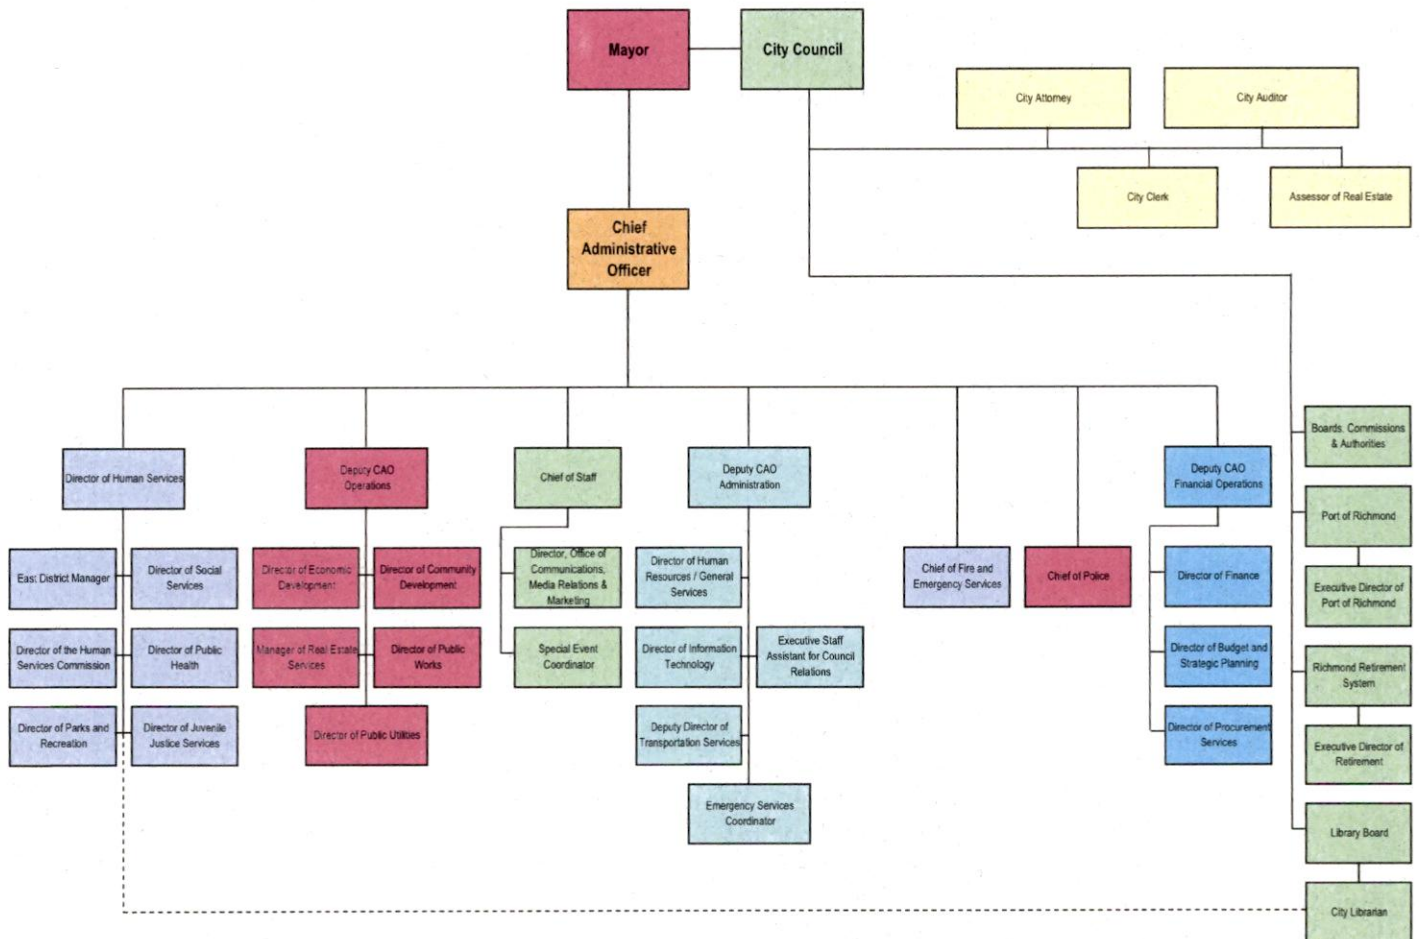 Mayor
City Council
City Attorney
City Auditor
City Clerk
Assessor of Real Estate
Chief
Administrative
Officer
Director of Human Services
Deputy CAO
Operations
Chief of Staff
Deputy CAO
Administration
Deputy CAO
Financial Operations
Boards, Commissions
& Authorities
Port of Richmond
Executive Director of
Port of Richmond
Richmond Retirement
System
Executive Director of
Retirement
Library Board
City Librarian
East District Manager
Director of Social
Services
Director of the Human
Services Commission
Director of Public
Health
Director of Parks and
Recreation
Director of Juvenile
Justice Services
Director of Economic
Development
Director of Community
Development
Manager of Real Estate
Services
Director of Public
Works
Director of Public Utilities
Director, Office of
Communications,
Media Relations &
Marketing
Special Event
Coordinator
Director of Human
Resources / General
Services
Director of Information
Technology
Executive Staff
Assistant for Council
Relations
Deputy Director of
Transportation Services
Emergency Services
Coordinator
Chief of Fire and
Emergency Services
Chief of Police
Director of Finance
Director of Budget and
Strategic Planning
Director of Procurement
Services